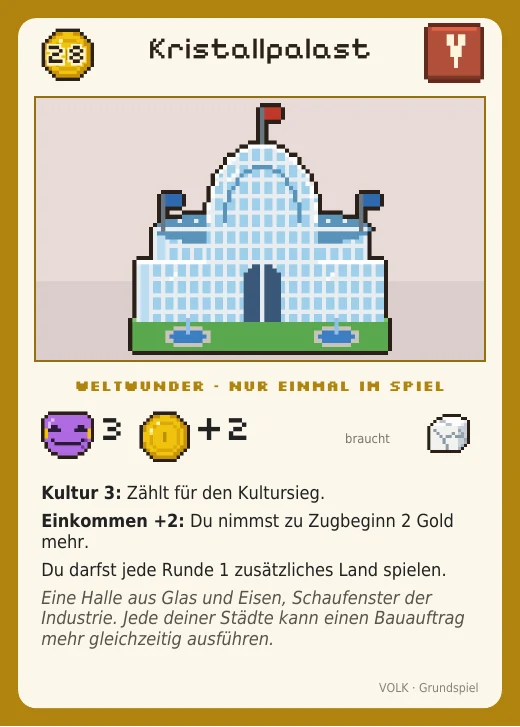 28 Kristallpalast Y
WELTWUNDER - NUR EINMAL IM SPIEL
3 +2 braucht
Kultur 3: Zählt für den Kultursieg.
Einkommen +2: Du nimmst zu Zugbeginn 2 Gold
mehr.
Du darfst jede Runde 1 zusätzliches Land spielen.
Eine Halle aus Glas und Eisen, Schaufenster der
Industrie. Jede deiner Städte kann einen Bauauftrag
mehr gleichzeitig ausführen.
VOLK · Grundspiel